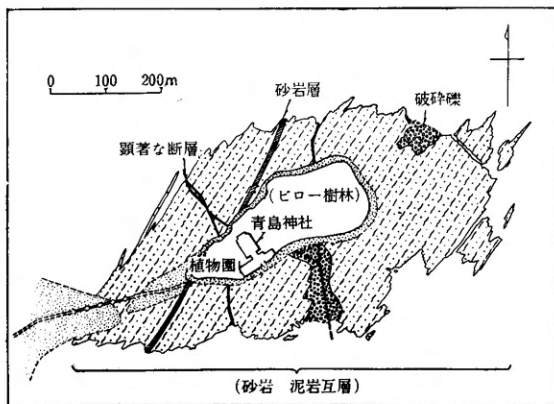 0 100 200m
砂岩層
破砕礫
顕著な断層
(ビロー樹林)
青島神社
植物園
(砂岩 泥岩互層)